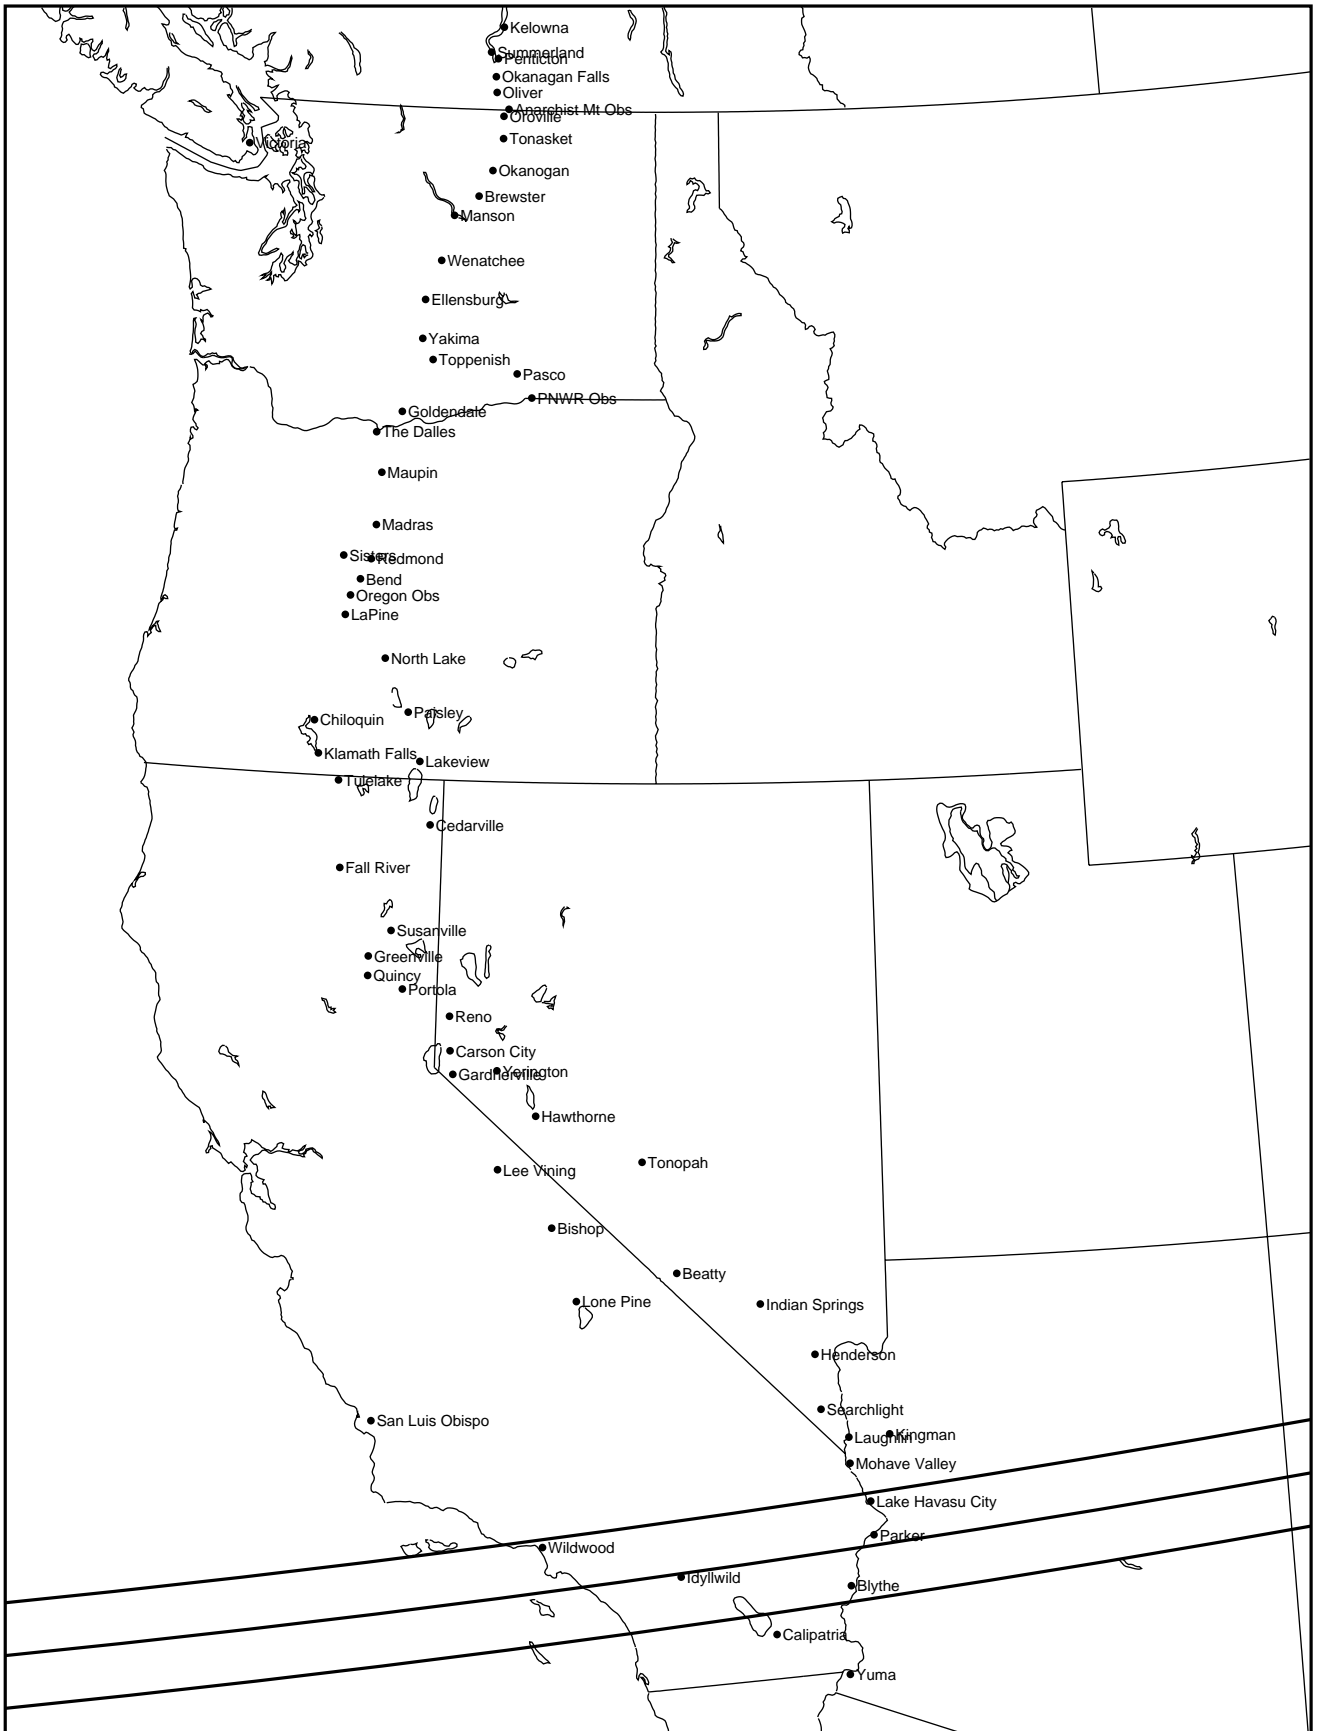 Kelowna
Summerland
Penticton
Okanagan Falls
Oliver
Anarchist Mt Obs
Oroville
Tonasket
Victoria
Okanogan
Brewster
Manson
Wenatchee
Ellensburg
Yakima
Toppenish
Pasco
PNWR Obs
Goldendale
The Dalles
Maupin
Madras
Sisters
Redmond
Bend
Oregon Obs
LaPine
North Lake
Paisley
Chiloquin
Klamath Falls
Lakeview
Tulelake
Cedarville
Fall River
Susanville
Greenville
Quincy
Portola
Reno
Carson City
Yerington
Gardnerville
Hawthorne
Tonopah
Lee Vining
Bishop
Beatty
Lone Pine
Indian Springs
Henderson
Searchlight
San Luis Obispo
Kingman
Laughlin
Mohave Valley
Lake Havasu City
Parker
Wildwood
Idyllwild
Blythe
Calipatria
Yuma